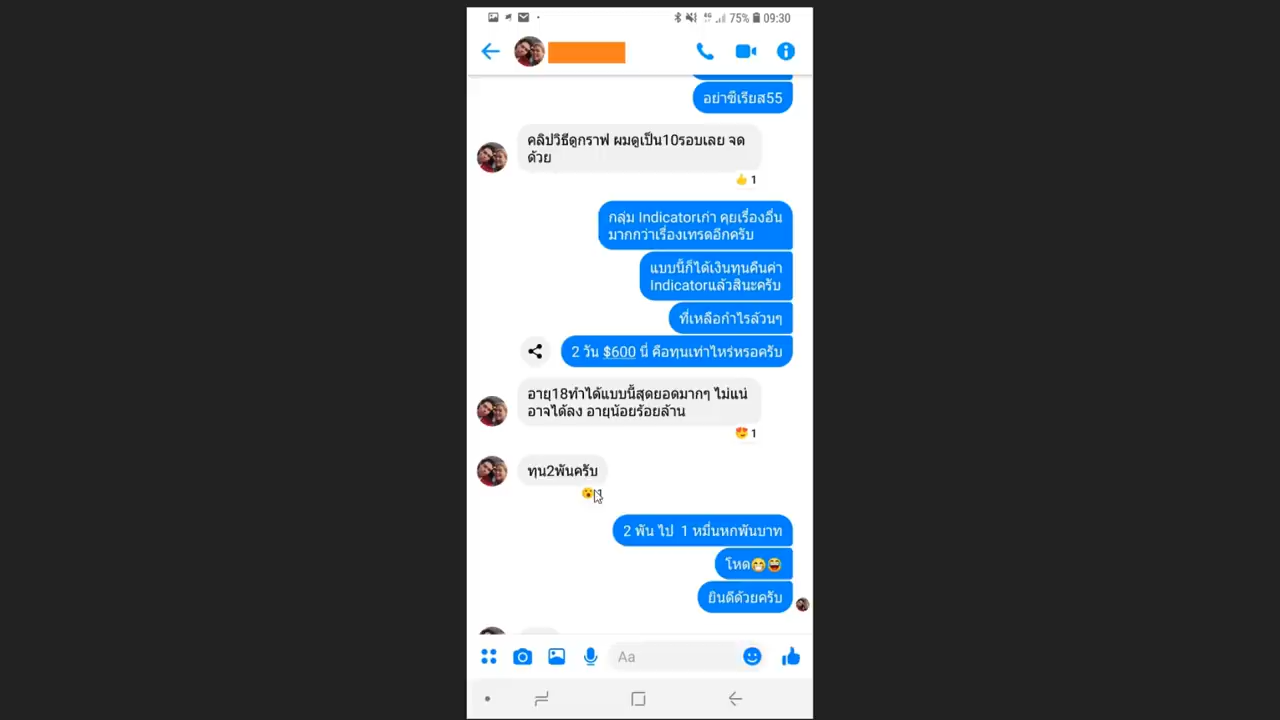 75% 09:30
อย่าซีเรียส55
คลิปวิธีดูกราฟ ผมดูเป็น10รอบเลย จด
ด้วย
1
กลุ่ม Indicatorเก่า คุยเรื่องอื่น
มากกว่าเรื่องเทรดอีกครับ
แบบนี้ก็ได้เงินทุนคืนค่า
Indicatorแล้วสินะครับ
ที่เหลือกำไรล้วนๆ
2 วัน $600 นี่ คือทุนเท่าไหร่หรอครับ
อายุ18ทำได้แบบนี้สุดยอดมากๆ ไม่แน่
อาจได้ลง อายุน้อยร้อยล้าน
1
ทุน2พันครับ
2 พัน ไป 1 หมื่นหกพันบาท
โหด😁😆
ยินดีด้วยครับ
Aa